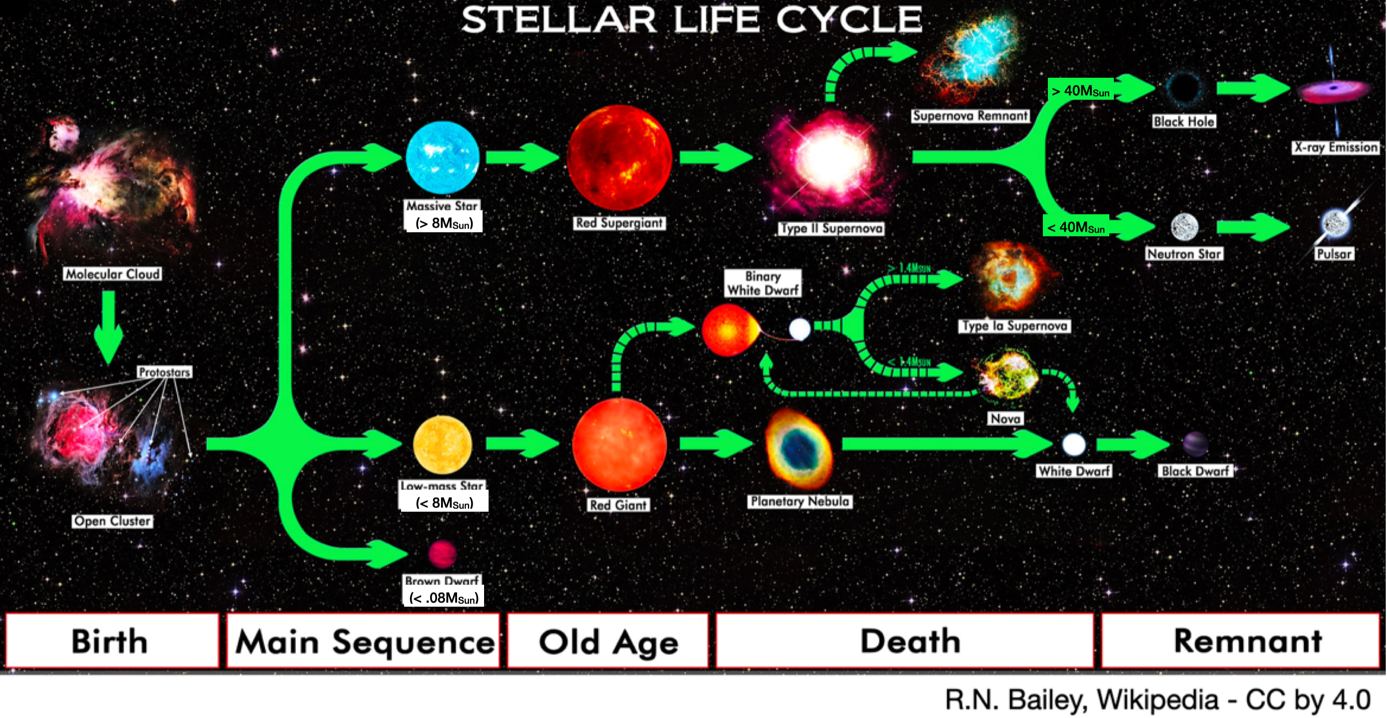 STELLAR LIFE CYCLE
Supernova Remnant
> 40MSun
Black Hole
X-ray Emission
Massive Star
(> 8MSun)
Red Supergiant
Type II Supernova
< 40MSun
Neutron Star
Pulsar
Molecular Cloud
Binary
White Dwarf
> 1.4MSUN
Type Ia Supernova
Protostars
< 1.4MSUN
Nova
Low-mass Star
(< 8MSun)
Red Giant
Planetary Nebula
White Dwarf
Black Dwarf
Open Cluster
Brown Dwarf
(< .08MSun)
Birth
Main Sequence
Old Age
Death
Remnant
R.N. Bailey, Wikipedia - CC by 4.0